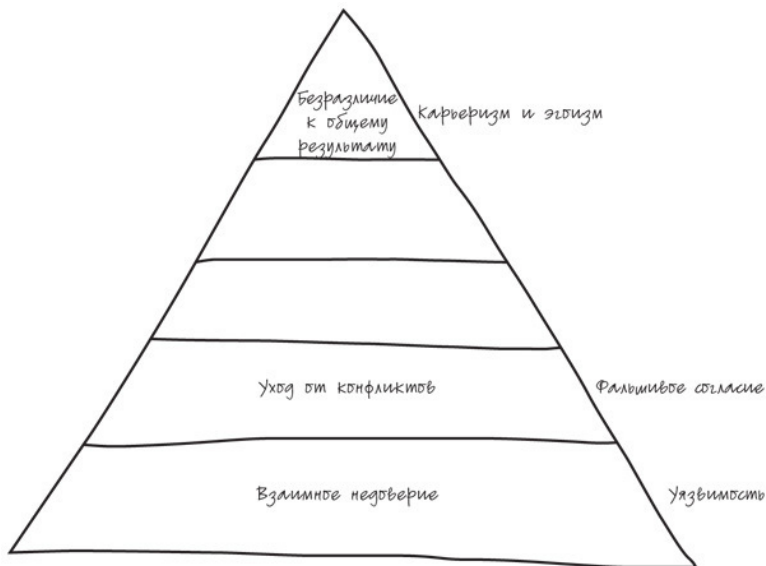 Безразличие
к общему
результату
Карьеризм и эгоизм
Уход от конфликтов
Фальшивое согласие
Взаимное недоверие
Уязвимость